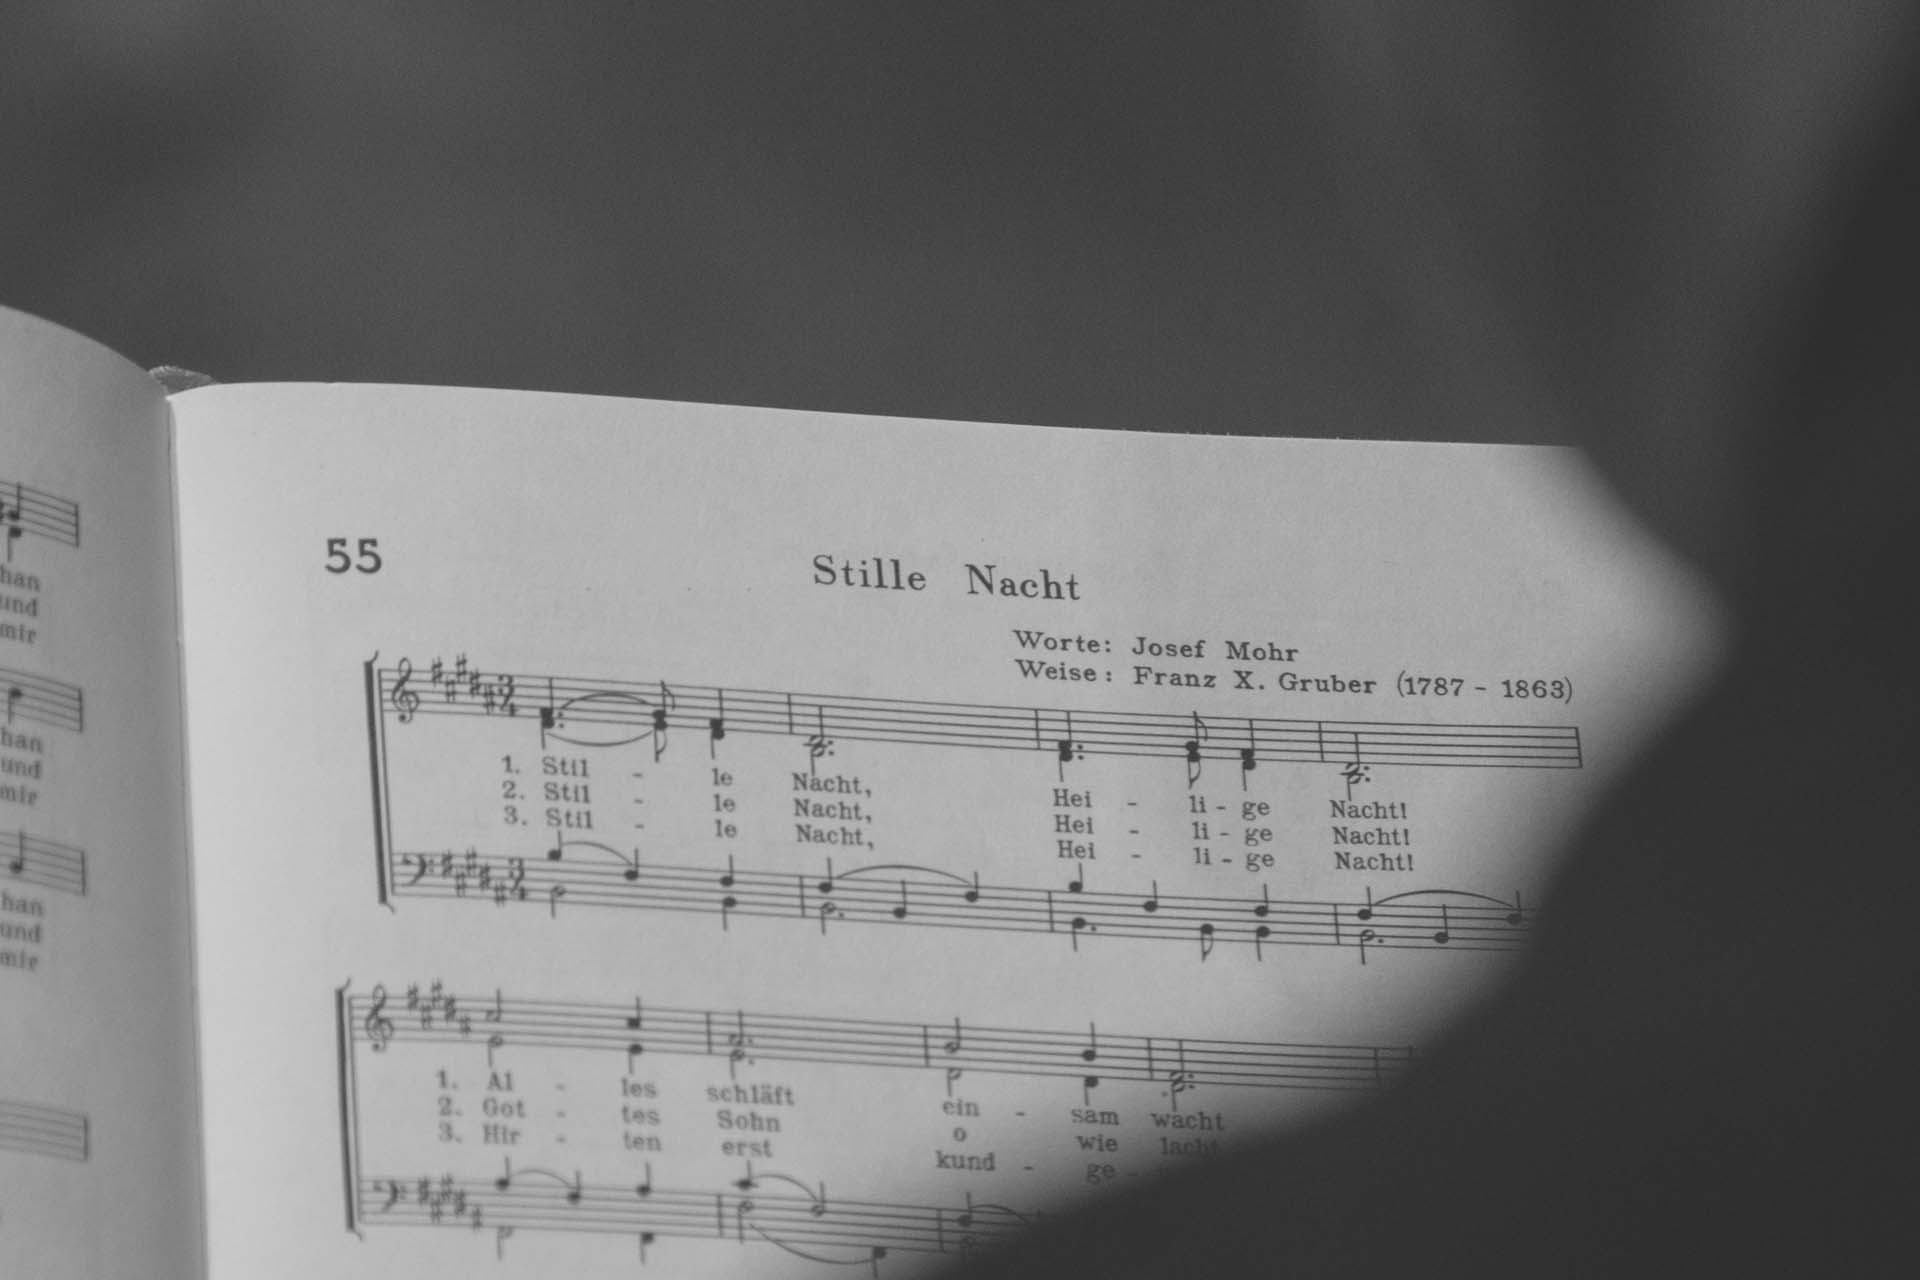 han
und
mir
han
und
mir
han
und
mir
55
Stille Nacht
Worte: Josef Mohr
Weise: Franz X. Gruber (1787 - 1863)
1. Stil - le Nacht, Hei - li - ge Nacht!
2. Stil - le Nacht, Hei - li - ge Nacht!
3. Stil - le Nacht, Hei - li - ge Nacht!
1. Al - les schläft ein - sam wacht
2. Got - tes Sohn o wie lacht
3. Hir - ten erst kund - ge -